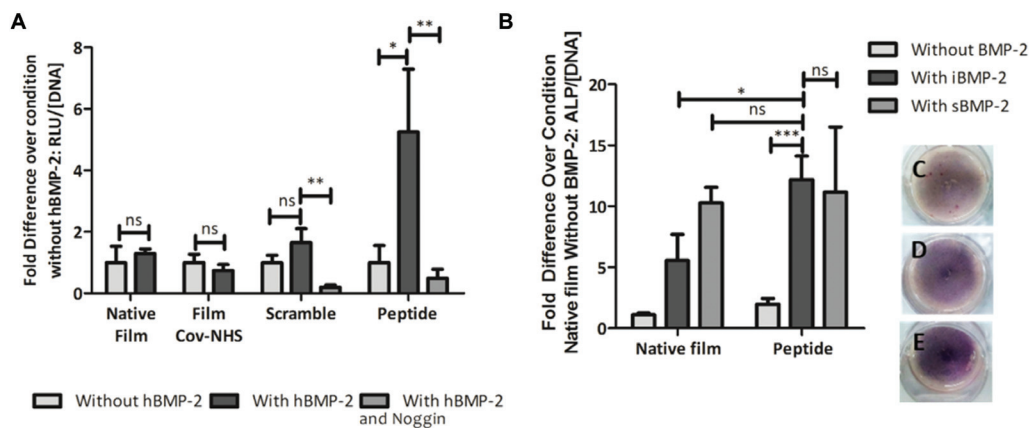 A
Fold Difference over condition
without hBMP-2: RLU/[DNA]
8
6
4
2
0
ns
ns
ns
**
*
**
Native
Film
Film
Cov-NHS
Scramble
Peptide
Without hBMP-2
With hBMP-2
With hBMP-2
and Noggin
B
Fold Difference Over Condition
Native film Without BMP-2: ALP/[DNA]
20
15
10
5
0
*
ns
ns
***
Native film
Peptide
Without BMP-2
With iBMP-2
With sBMP-2
C
D
E